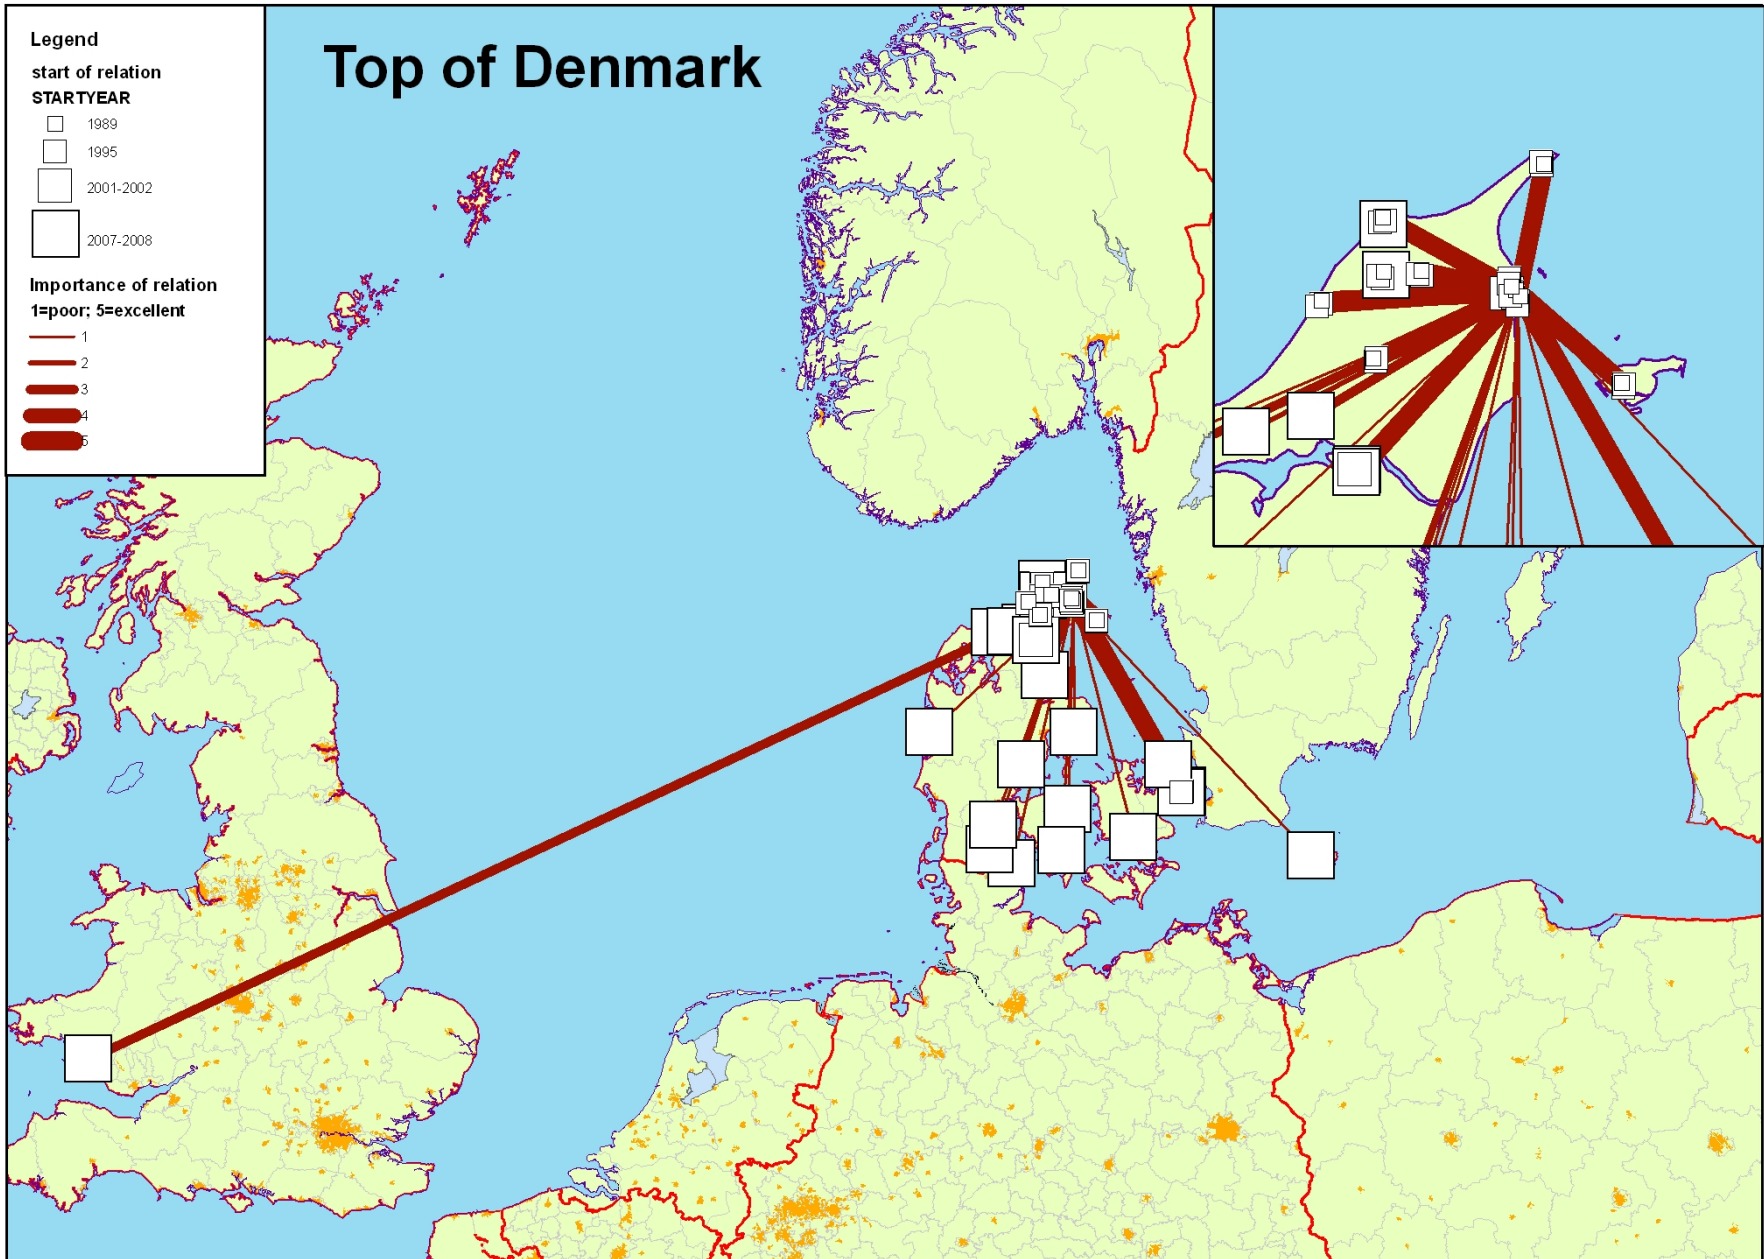 Top of Denmark
Legend
start of relation
STARTYEAR
1989
1995
2001-2002
2007-2008
Importance of relation
1=poor; 5=excellent
1
2
3
4
5